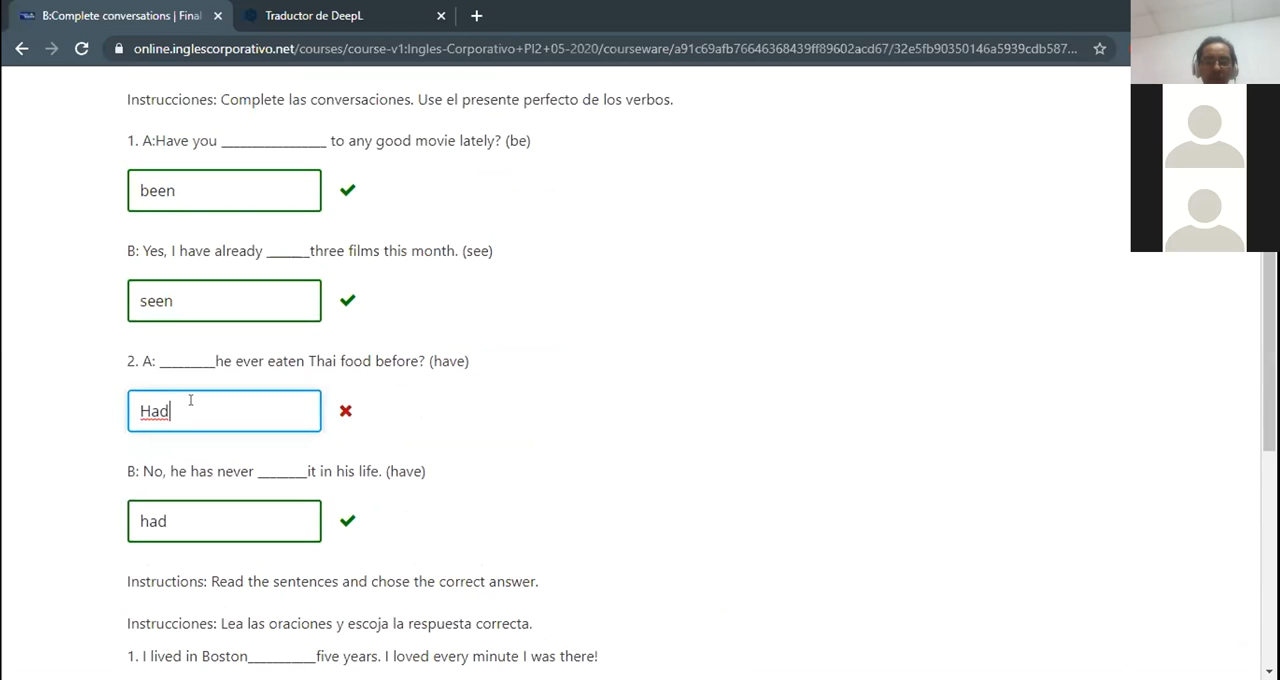 B:Complete conversations | Final
Traductor de DeepL
online.inglescorporativo.net/courses/course-v1:Ingles-Corporativo+PI2+05-2020/courseware/a91c69afb76646368439ff89602acd67/32e5fb90350146a5939cdb587...
Instrucciones: Complete las conversaciones. Use el presente perfecto de los verbos.
1. A:Have you ________________ to any good movie lately? (be)
been
B: Yes, I have already ______three films this month. (see)
seen
2. A: ________he ever eaten Thai food before? (have)
Had
B: No, he has never _______it in his life. (have)
had
Instructions: Read the sentences and chose the correct answer.
Instrucciones: Lea las oraciones y escoja la respuesta correcta.
1. I lived in Boston__________five years. I loved every minute I was there!